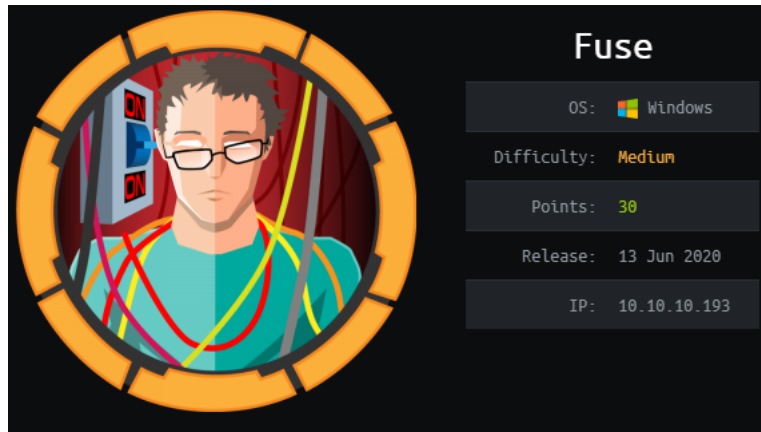 Fuse
OS: Windows
Difficulty: Medium
Points: 30
Release: 13 Jun 2020
IP: 10.10.10.193
ON
ON